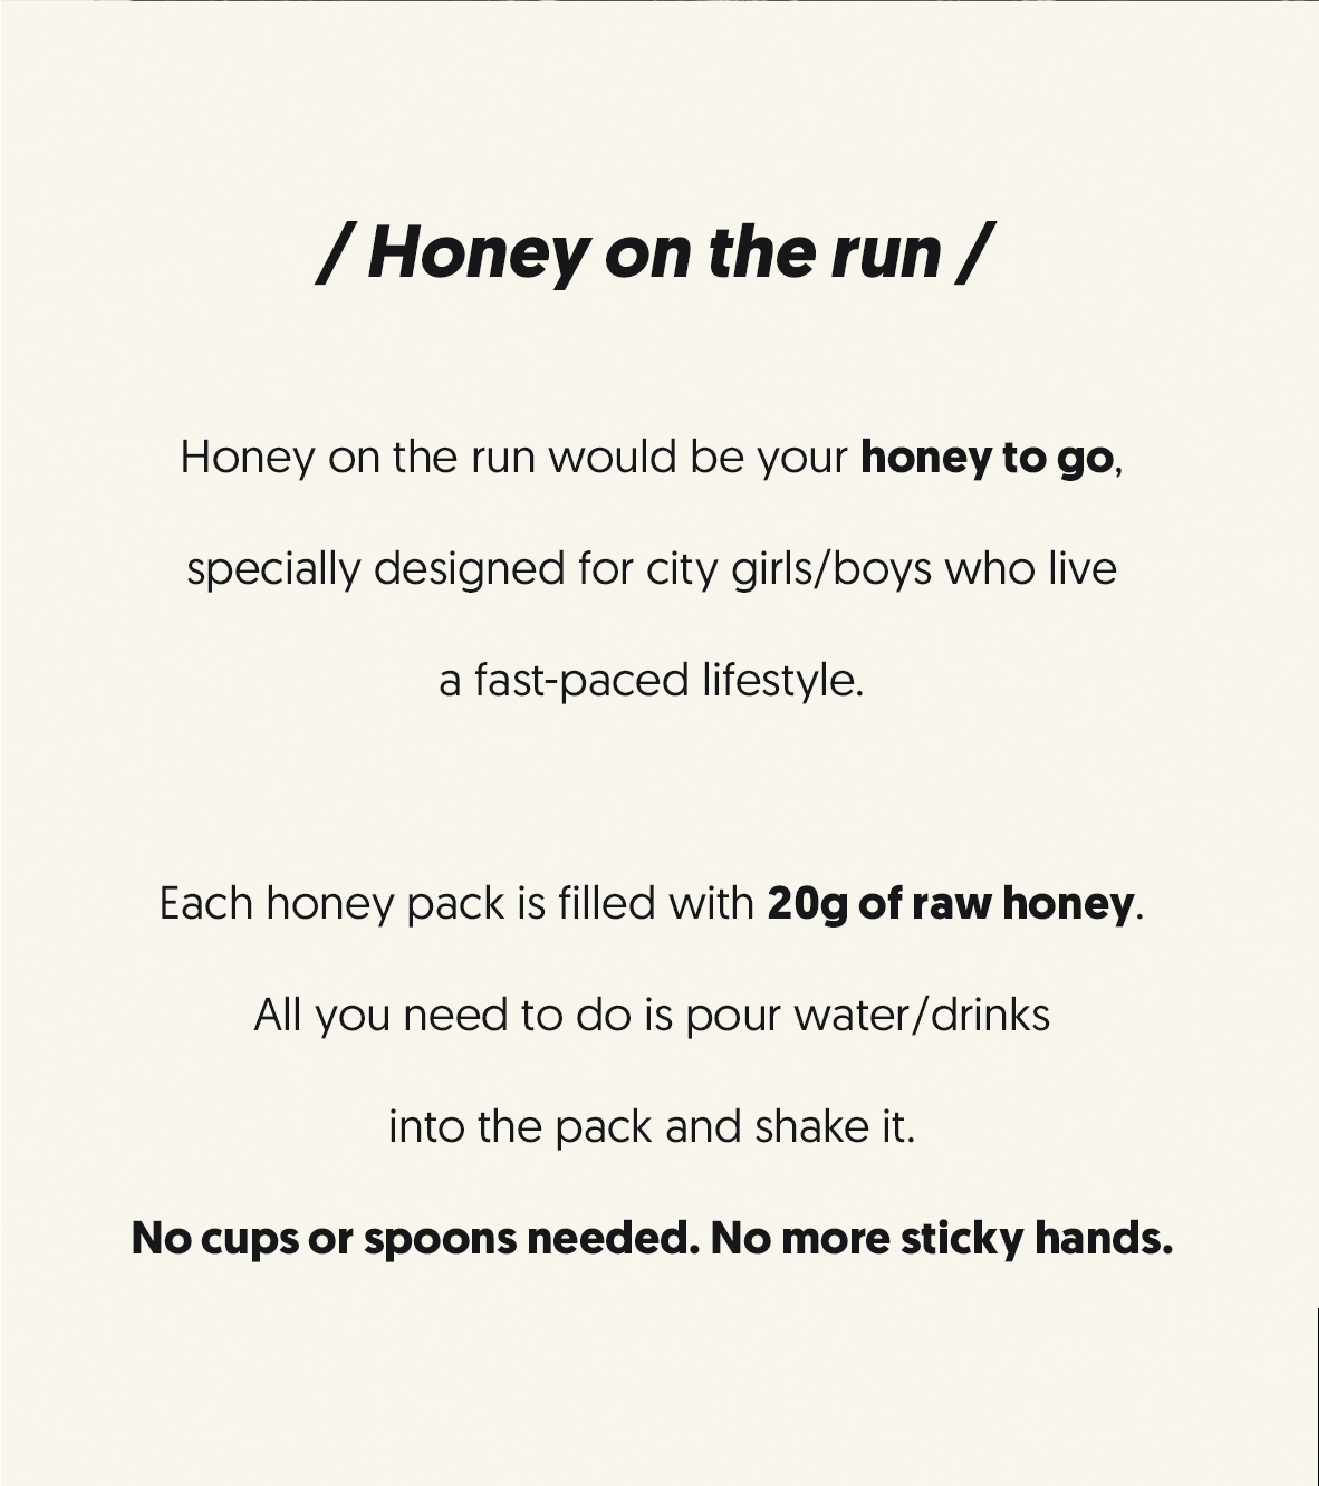 / Honey on the run /
Honey on the run would be your honey to go,
specially designed for city girls/boys who live
a fast-paced lifestyle.
Each honey pack is filled with 20g of raw honey.
All you need to do is pour water/drinks
into the pack and shake it.
No cups or spoons needed. No more sticky hands.